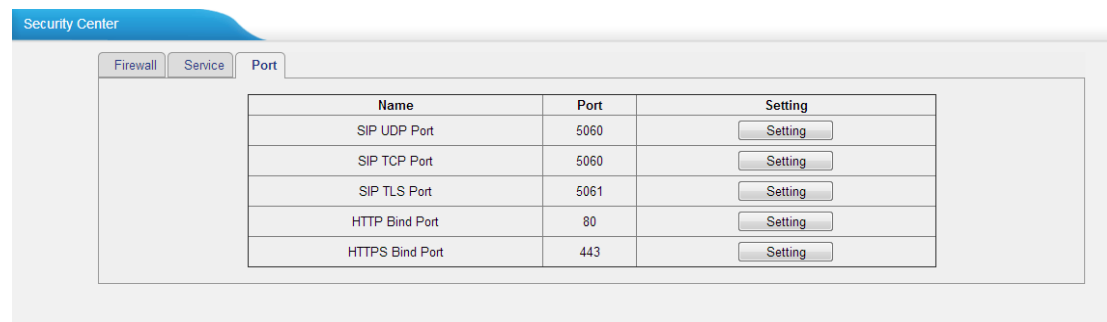 Security Center
Firewall Service Port
Name Port Setting
SIP UDP Port 5060 Setting
SIP TCP Port 5060 Setting
SIP TLS Port 5061 Setting
HTTP Bind Port 80 Setting
HTTPS Bind Port 443 Setting